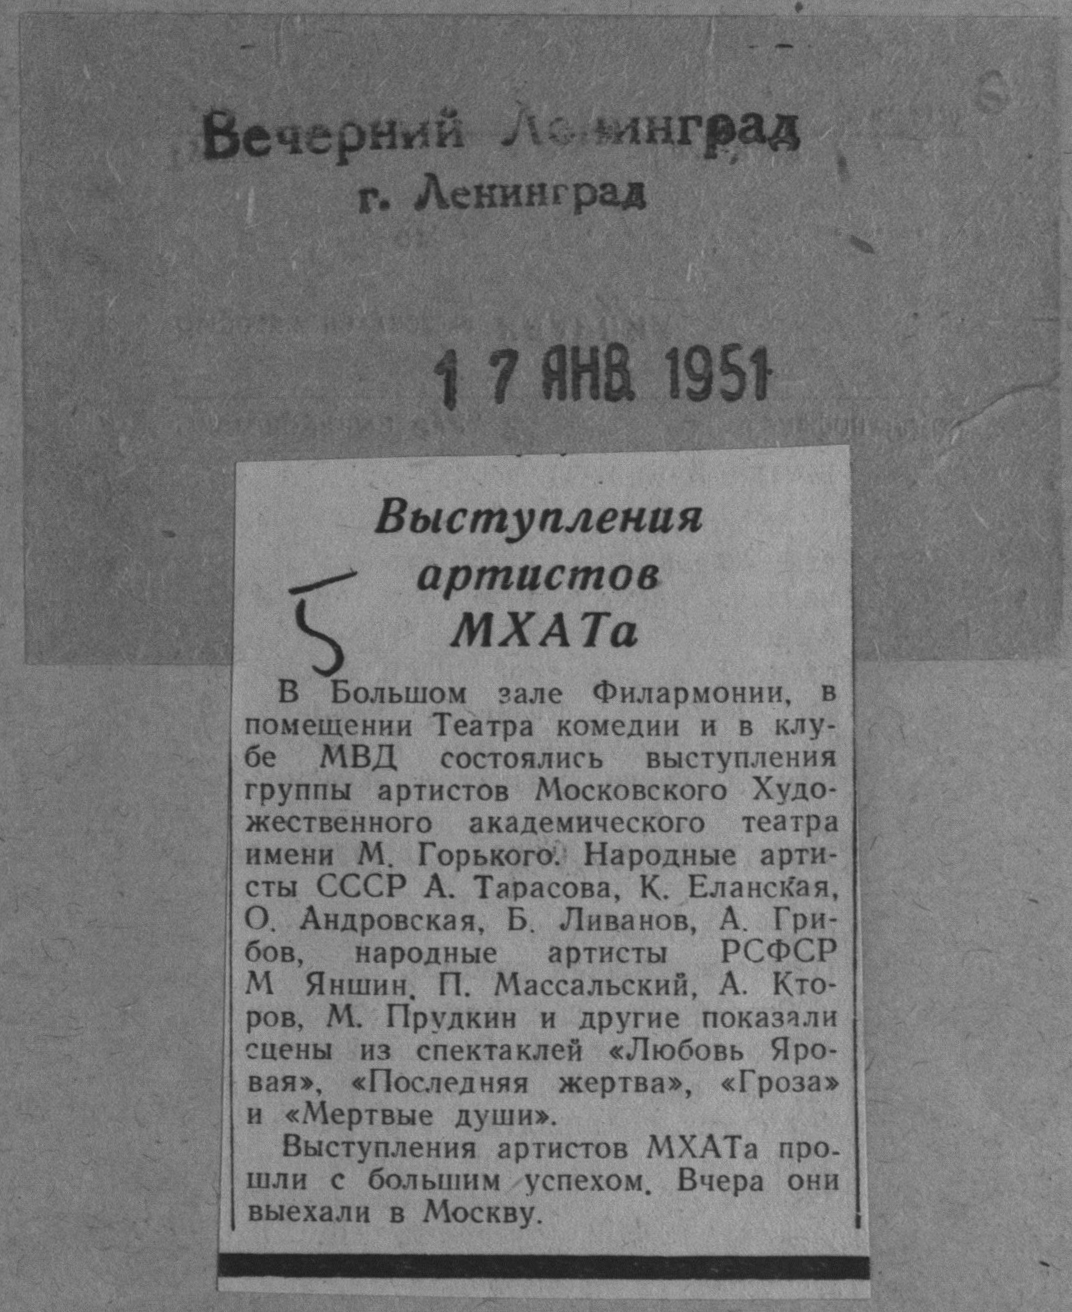 Вечерний Ленинград
г. Ленинград
17 ЯНВ 1951
Выступления
артистов
МХАТа
5
В Большом зале Филармонии, в
помещении Театра комедии и в клу-
бе МВД состоялись выступления
группы артистов Московского Худо-
жественного академического театра
имени М. Горького. Народные арти-
сты СССР А. Тарасова, К. Еланская,
О. Андровская, Б. Ливанов, А. Гри-
бов, народные артисты РСФСР
М Яншин, П. Массальский, А. Кто-
ров, М. Прудкин и другие показали
сцены из спектаклей «Любовь Яро-
вая», «Последняя жертва», «Гроза»
и «Мертвые души».
Выступления артистов МХАТа про-
шли с большим успехом. Вчера они
выехали в Москву.